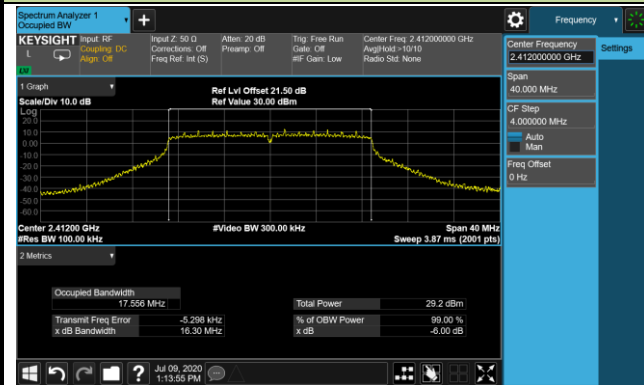 Spectrum Analyzer 1
Occupied BW
Frequency
KEYSIGHT
Input: RF
Coupling: DC
Align: Off
Input Z: 50 Ω
Corrections: Off
Freq Ref: Int (S)
Atten: 20 dB
Preamp: Off
Trig: Free Run
Gate: Off
#IF Gain: Low
Center Freq: 2.412000000 GHz
Avg|Hold:>10/10
Radio Std: None
L
Center Frequency
2.412000000 GHz
Settings
Span
40.000 MHz
CF Step
4.000000 MHz
Auto
Man
Freq Offset
0 Hz
1 Graph
Scale/Div 10.0 dB
Ref Lvl Offset 21.50 dB
Ref Value 30.00 dBm
Log
20.0
10.0
0.00
-10.0
-20.0
-30.0
-40.0
-50.0
-60.0
Center 2.41200 GHz
#Res BW 100.00 kHz
#Video BW 300.00 kHz
Span 40 MHz
Sweep 3.87 ms (2001 pts)
2 Metrics
Occupied Bandwidth
17.556 MHz
Total Power 29.2 dBm
Transmit Freq Error -5.298 kHz
% of OBW Power 99.00 %
x dB Bandwidth 16.30 MHz
x dB -6.00 dB
Jul 09, 2020
1:13:55 PM